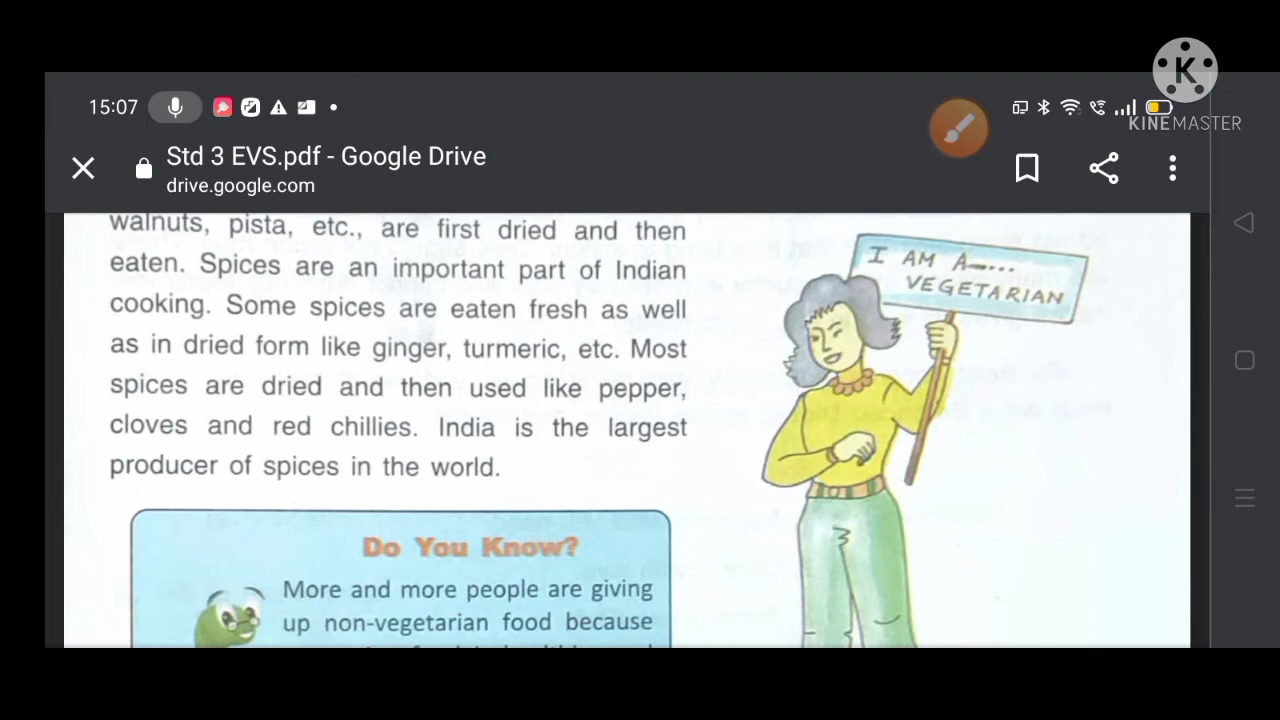 15:07
KINEMASTER
Std 3 EVS.pdf - Google Drive
drive.google.com
walnuts, pista, etc., are first dried and then
eaten. Spices are an important part of Indian
cooking. Some spices are eaten fresh as well
as in dried form like ginger, turmeric, etc. Most
spices are dried and then used like pepper,
cloves and red chillies. India is the largest
producer of spices in the world.
I AM A-....
VEGETARIAN
Do You Know?
More and more people are giving
up non-vegetarian food because